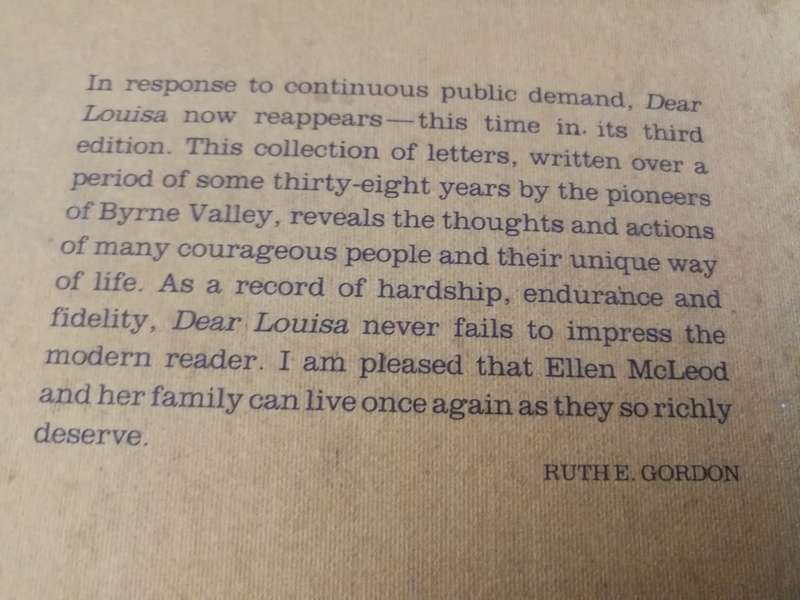 In response to continuous public demand, Dear
Louisa now reappears—this time in. its third
edition. This collection of letters, written over a
period of some thirty-eight years by the pioneers
of Byrne Valley, reveals the thoughts and actions
of many courageous people and their unique way
of life. As a record of hardship, endurance and
fidelity, Dear Louisa never fails to impress the
modern reader. I am pleased that Ellen McLeod
and her family can live once again as they so richly
deserve.
RUTH E. GORDON